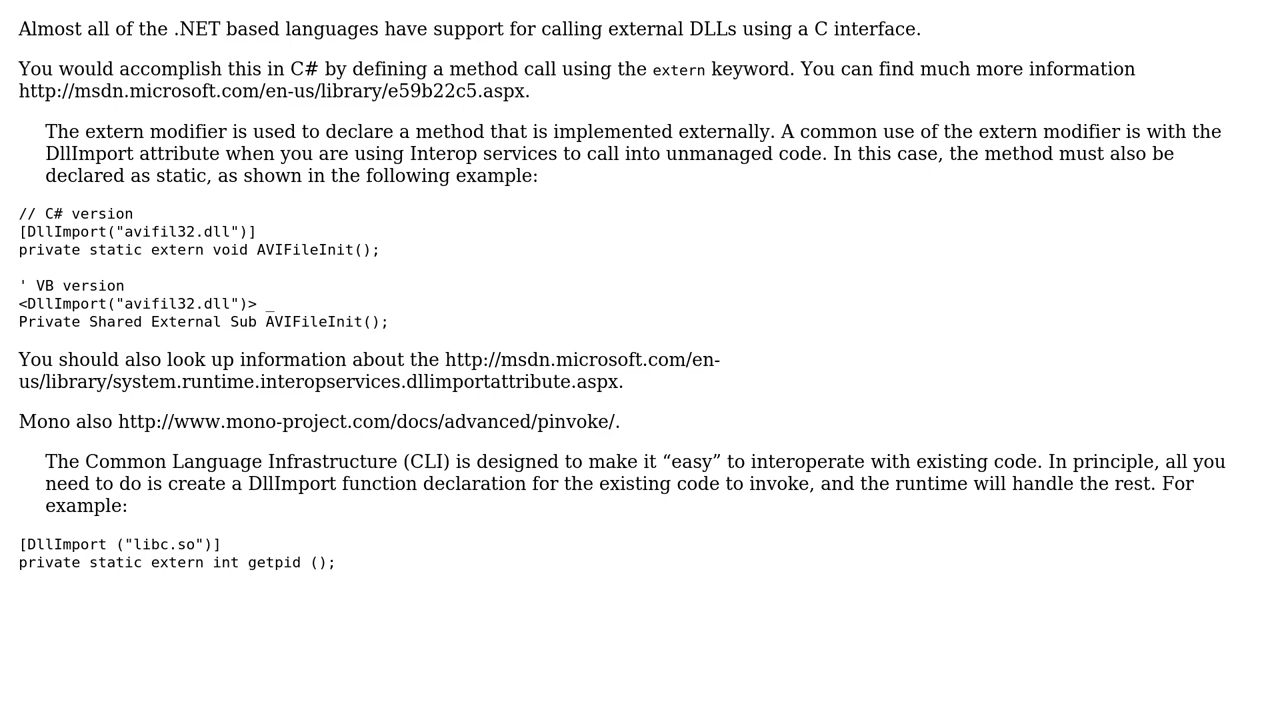 Almost all of the .NET based languages have support for calling external DLLs using a C interface.
You would accomplish this in C# by defining a method call using the extern keyword. You can find much more information
http://msdn.microsoft.com/en-us/library/e59b22c5.aspx.
The extern modifier is used to declare a method that is implemented externally. A common use of the extern modifier is with the
DllImport attribute when you are using Interop services to call into unmanaged code. In this case, the method must also be
declared as static, as shown in the following example:
// C# version
[DllImport("avifil32.dll")]
private static extern void AVIFileInit();
' VB version
<DllImport("avifil32.dll")> _
Private Shared External Sub AVIFileInit();
You should also look up information about the http://msdn.microsoft.com/en-
us/library/system.runtime.interopservices.dllimportattribute.aspx.
Mono also http://www.mono-project.com/docs/advanced/pinvoke/.
The Common Language Infrastructure (CLI) is designed to make it “easy” to interoperate with existing code. In principle, all you
need to do is create a DllImport function declaration for the existing code to invoke, and the runtime will handle the rest. For
example:
[DllImport ("libc.so")]
private static extern int getpid ();